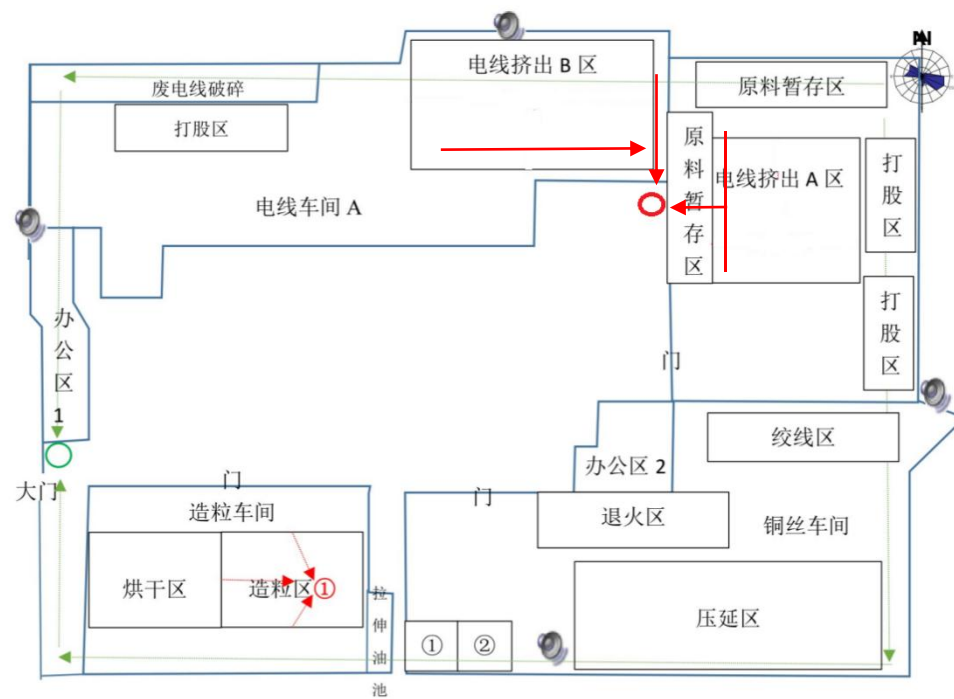 N
电线挤出 B 区
原料暂存区
废电线破碎
打股区
原料暂存区
电线挤出 A 区
打股区
电线车间 A
打股区
办公区 1
门
绞线区
办公区 2
大门
门
门
退火区
铜丝车间
造粒车间
烘干区
造粒区①
拉伸油池
①
②
压延区